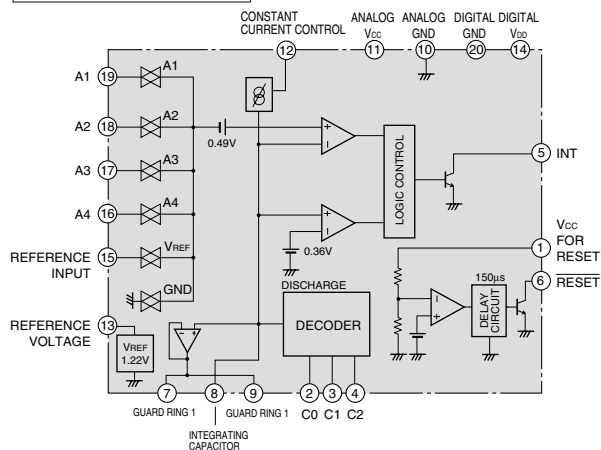 CONSTANT
CURRENT CONTROL
ANALOG
VCC
ANALOG
GND
DIGITAL
GND
DIGITAL
VDD
12
11
10
20
14
A1
19
A1
A2
18
A2
0.49V
+
−
A3
17
A3
A4
16
A4
+
−
0.36V
LOGIC CONTROL
5
INT
REFERENCE
INPUT
15
VREF
GND
1
VCC
FOR
RESET
6
RESET
150µs
−
+
DELAY
CIRCUIT
REFERENCE
VOLTAGE
13
VREF
1.22V
− +
DISCHARGE
DECODER
7
8
9
2
3
4
GUARD RING 1
GUARD RING 1
C0
C1
C2
INTEGRATING
CAPACITOR